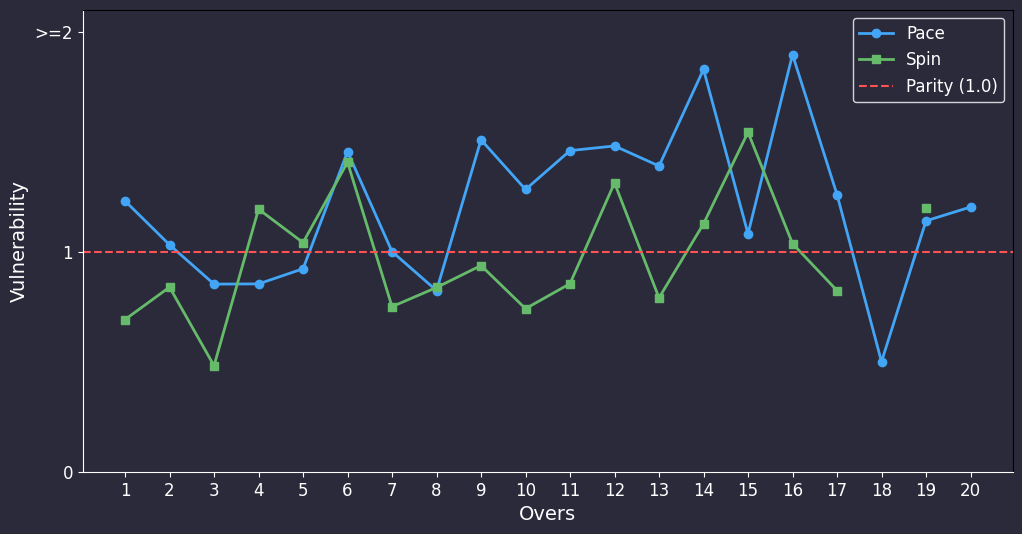 >=2
1
0
Vulnerability
Pace
Spin
Parity (1.0)
1 2 3 4 5 6 7 8 9 10 11 12 13 14 15 16 17 18 19 20
Overs